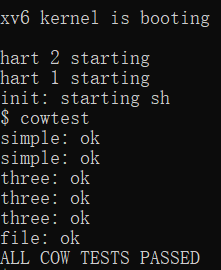 xv6 kernel is booting
hart 2 starting
hart 1 starting
init: starting sh
$ cowtest
simple: ok
simple: ok
three: ok
three: ok
three: ok
file: ok
ALL COW TESTS PASSED